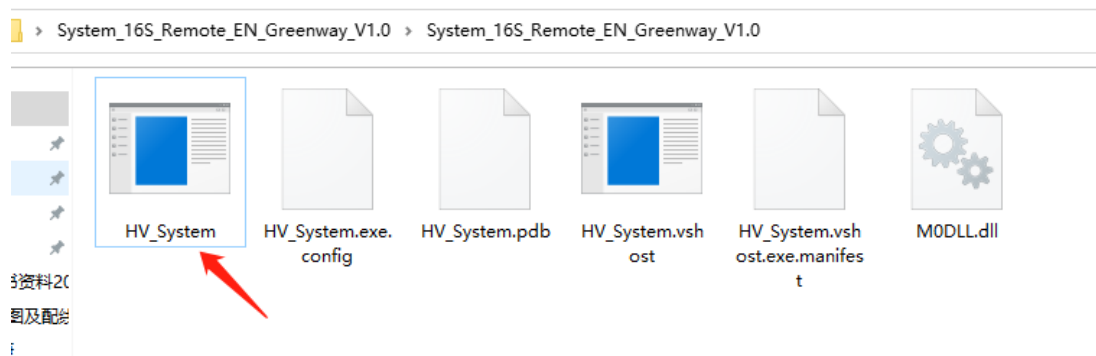 System_16S_Remote_EN_Greenway_V1.0 > System_16S_Remote_EN_Greenway_V1.0
HV_System
HV_System.exe.
config
HV_System.pdb
HV_System.vsh
ost
HV_System.vsh
ost.exe.manifes
t
M0DLL.dll
资料20
图及配